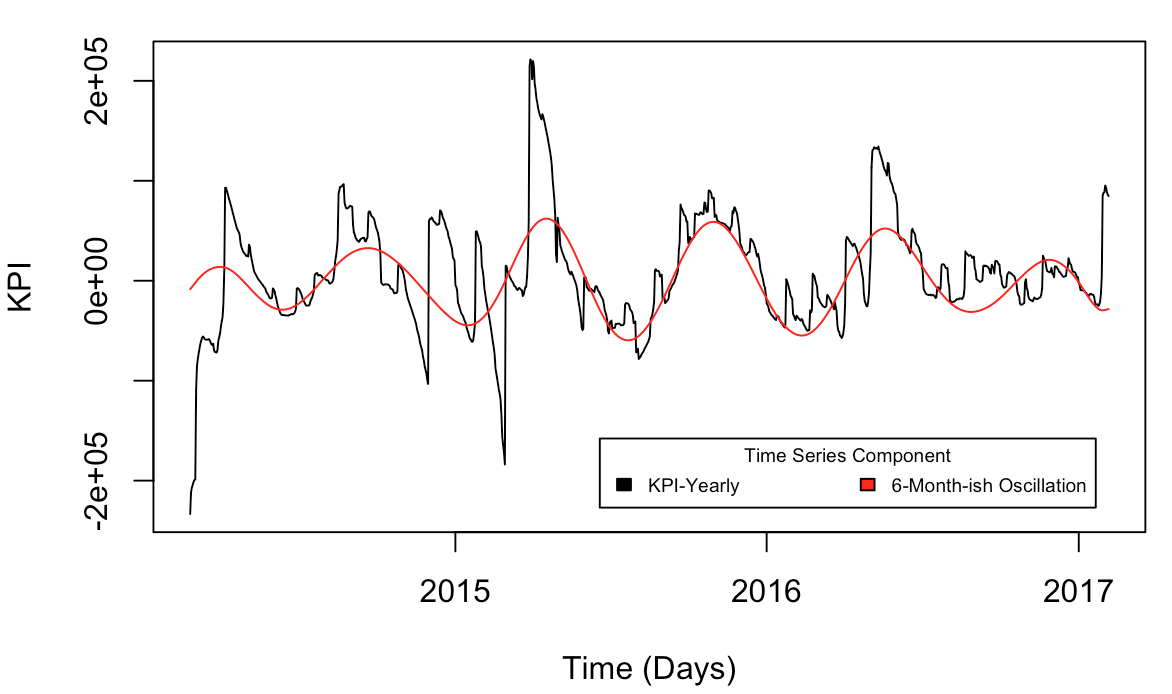 KPI
2e+05
0e+00
-2e+05
Time Series Component
KPI-Yearly 6-Month-ish Oscillation
2015 2016 2017
Time (Days)